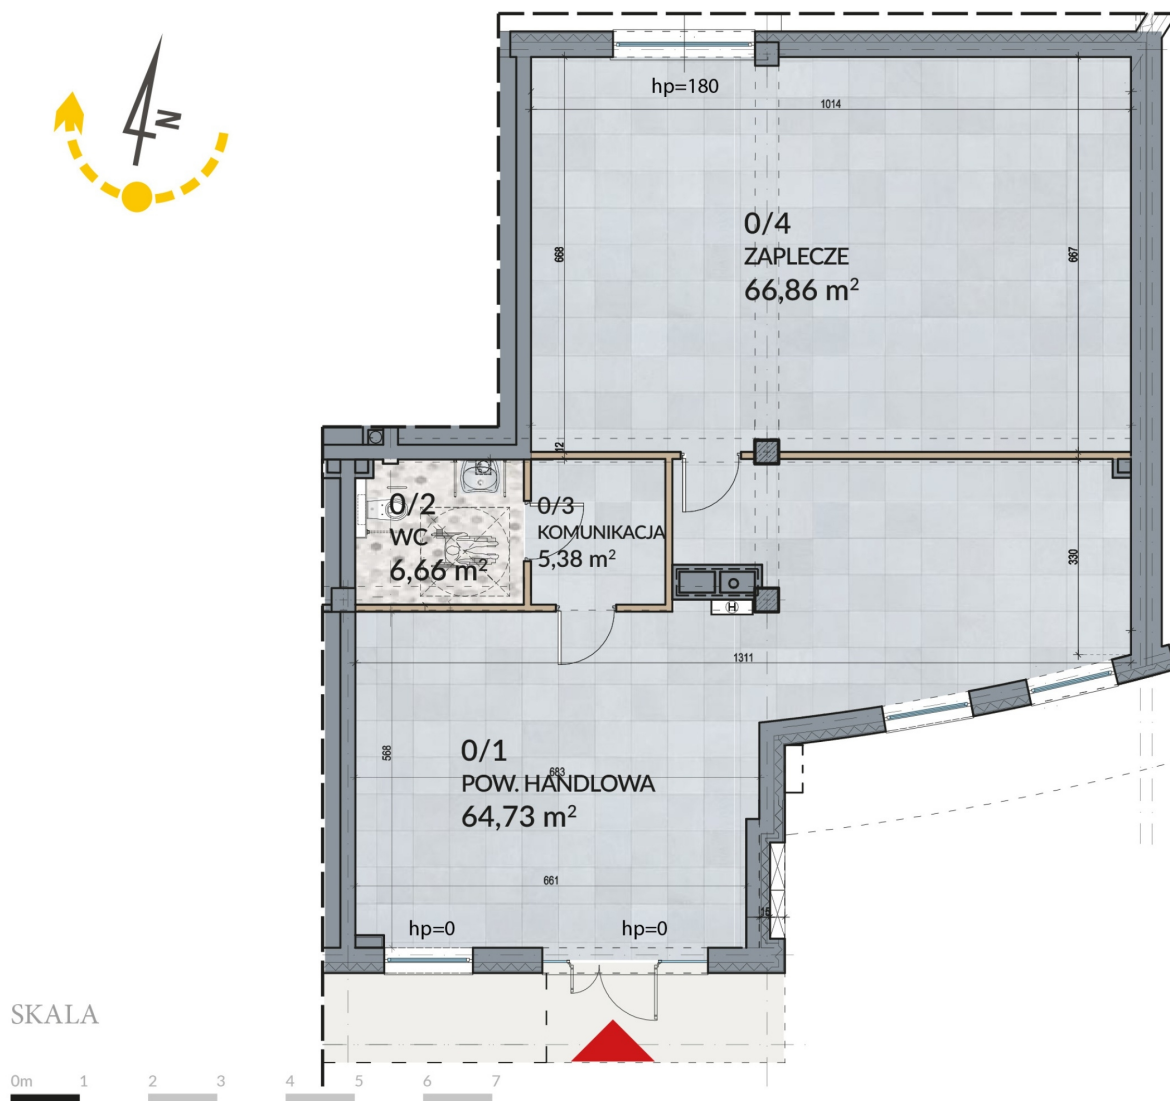 N
hp=180
1014
0/4
ZAPLECZE
66,86 m²
668
667
12
0/2
WC
6,66 m²
0/3
KOMUNIKACJA
5,38 m²
330
H
1311
568
0/1
POW. HANDLOWA
64,73 m²
683
661
16
hp=0
hp=0
SKALA
0m 1 2 3 4 5 6 7